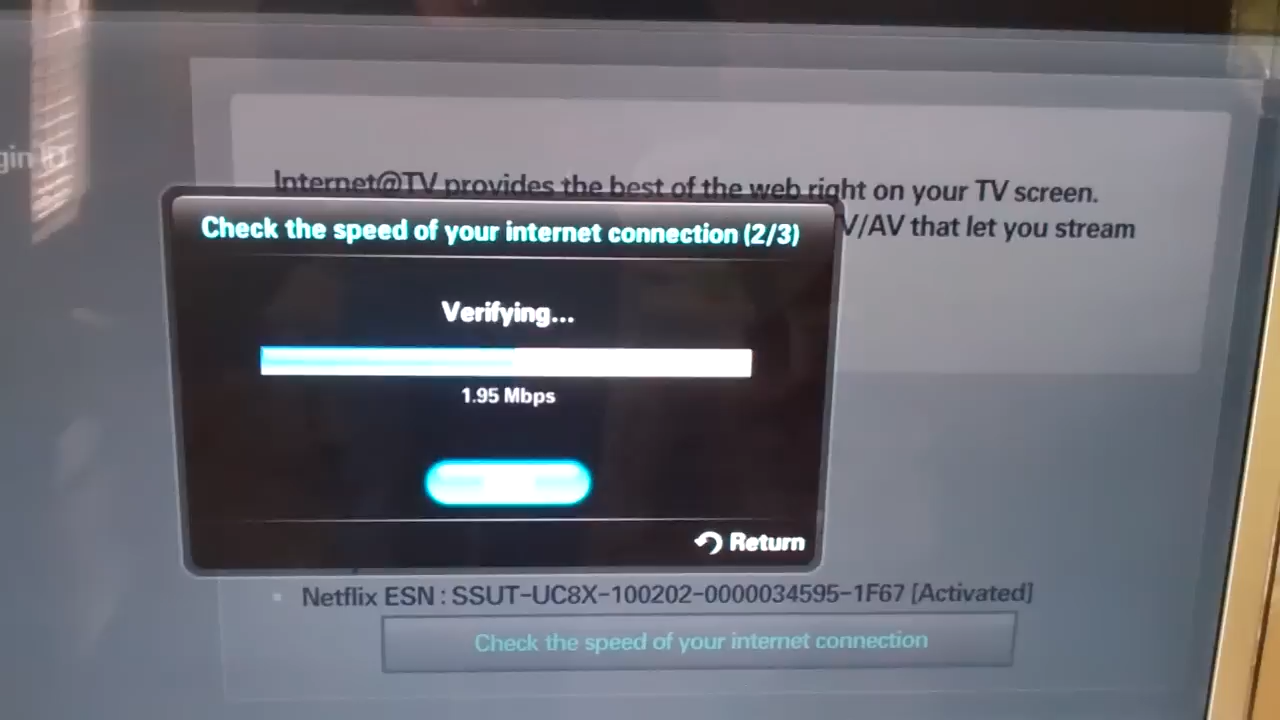 gin ID
Internet@TV provides the best of the web right on your TV screen.
V/AV that let you stream
Check the speed of your internet connection (2/3)
Verifying...
1.95 Mbps
Return
Netflix ESN : SSUT-UC8X-100202-0000034595-1F67 [Activated]
Check the speed of your internet connection